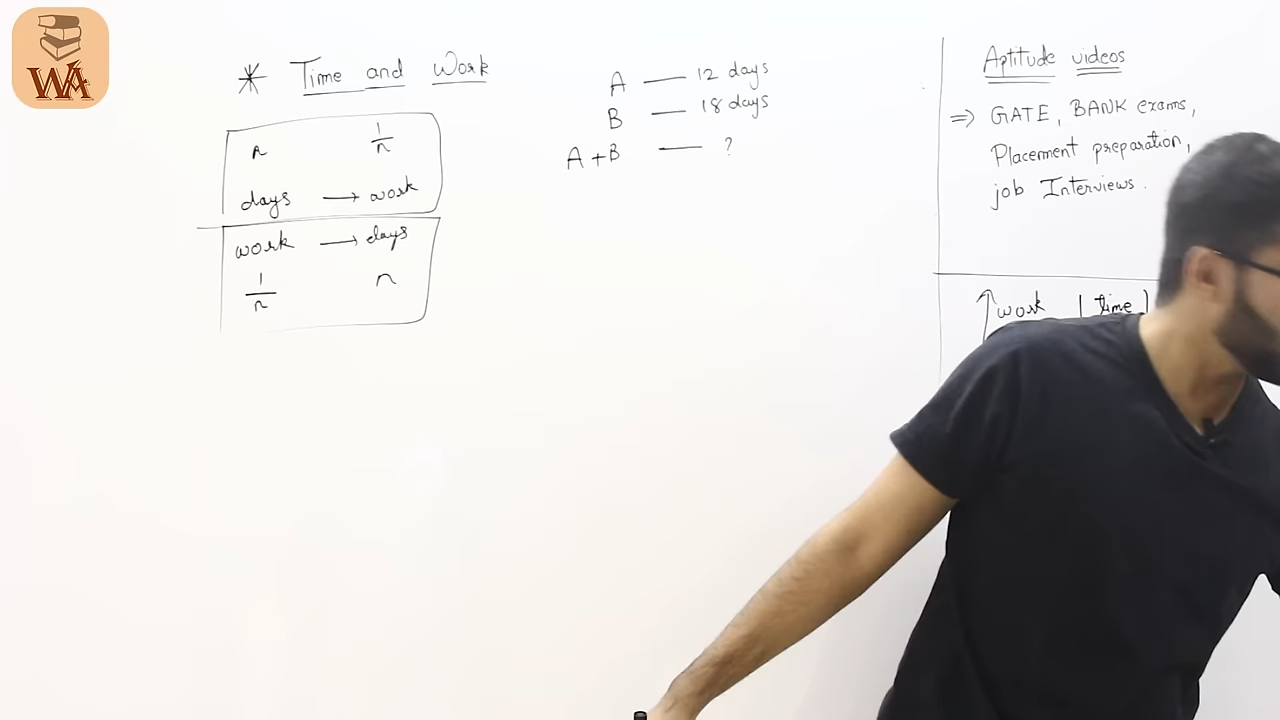 WA
* Time and Work
n 1/n
days → work
work → days
1/n n
A — 12 days
B — 18 days
A+B — ?
Aptitude videos
⇒ GATE, BANK exams,
Placement preparation,
job Interviews.
↑ work | time |